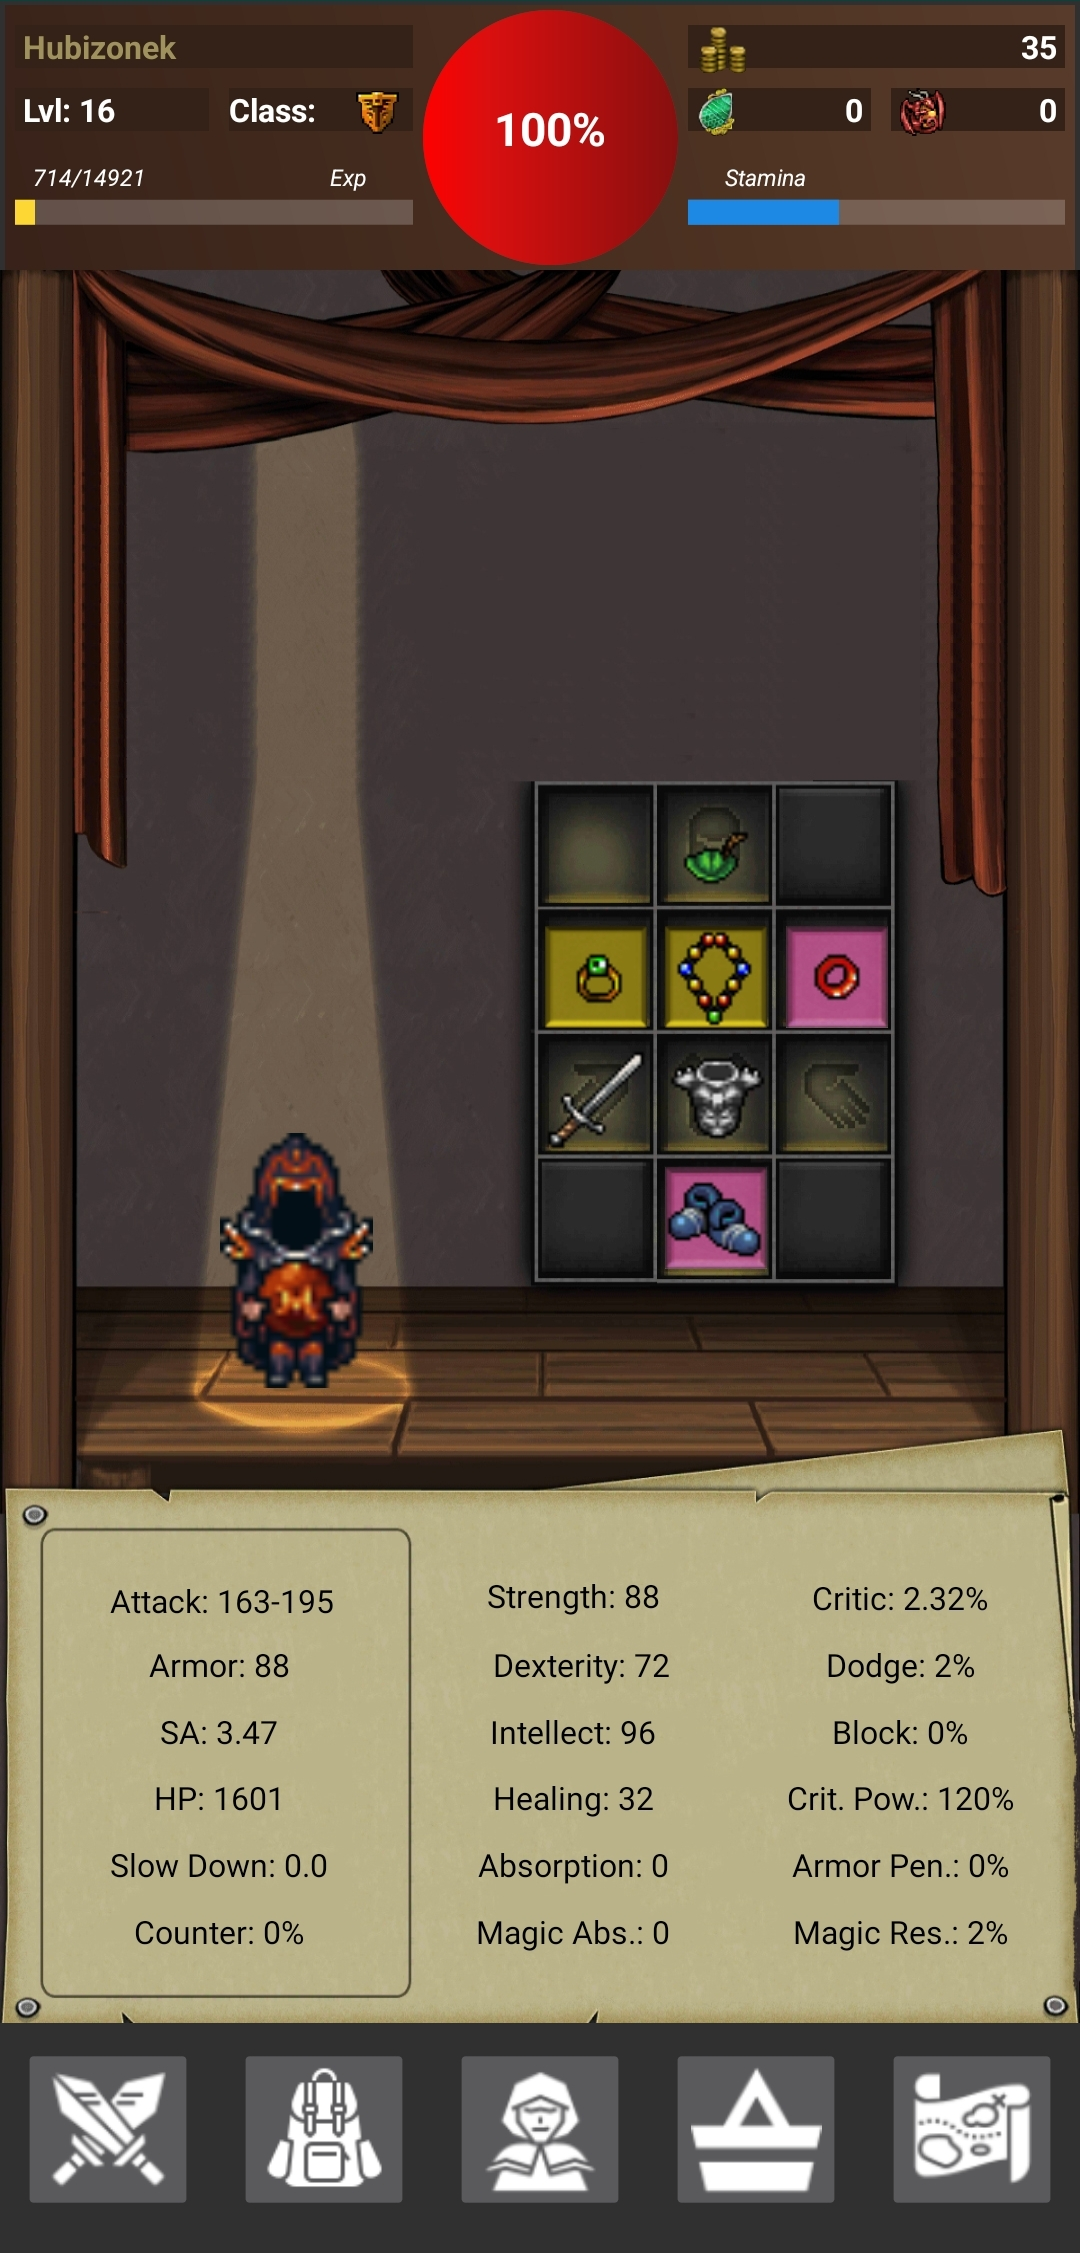 Hubizonek
35
Lvl: 16 Class:
0 0
100%
714/14921 Exp
Stamina
M
Attack: 163-195
Armor: 88
SA: 3.47
HP: 1601
Slow Down: 0.0
Counter: 0%
Strength: 88
Dexterity: 72
Intellect: 96
Healing: 32
Absorption: 0
Magic Abs.: 0
Critic: 2.32%
Dodge: 2%
Block: 0%
Crit. Pow.: 120%
Armor Pen.: 0%
Magic Res.: 2%